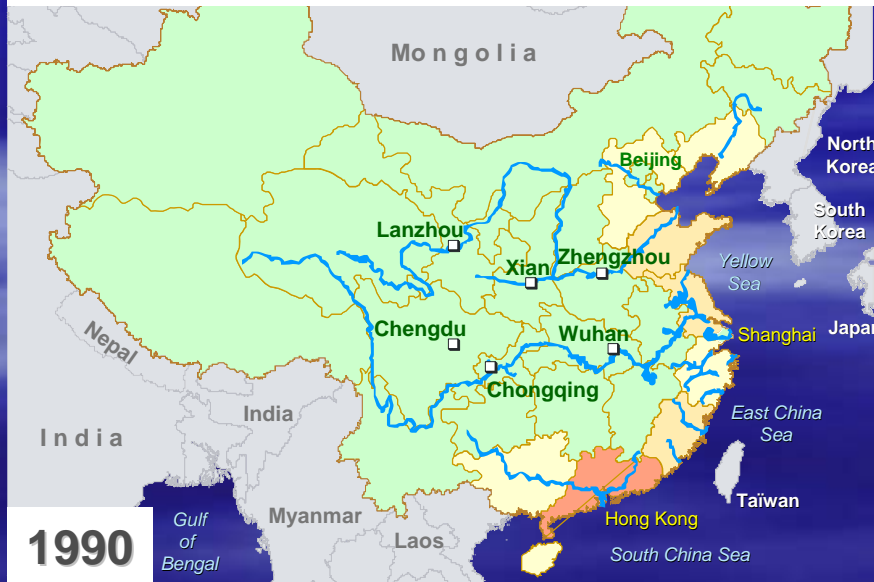 Mongolia
Beijing
North
Korea
South
Korea
Lanzhou
Xian
Zhengzhou
Yellow
Sea
Chengdu
Wuhan
Shanghai
Japan
Nepal
Chongqing
India
East China
Sea
India
Taïwan
Myanmar
Hong Kong
Gulf
of
Bengal
Laos
South China Sea
1990